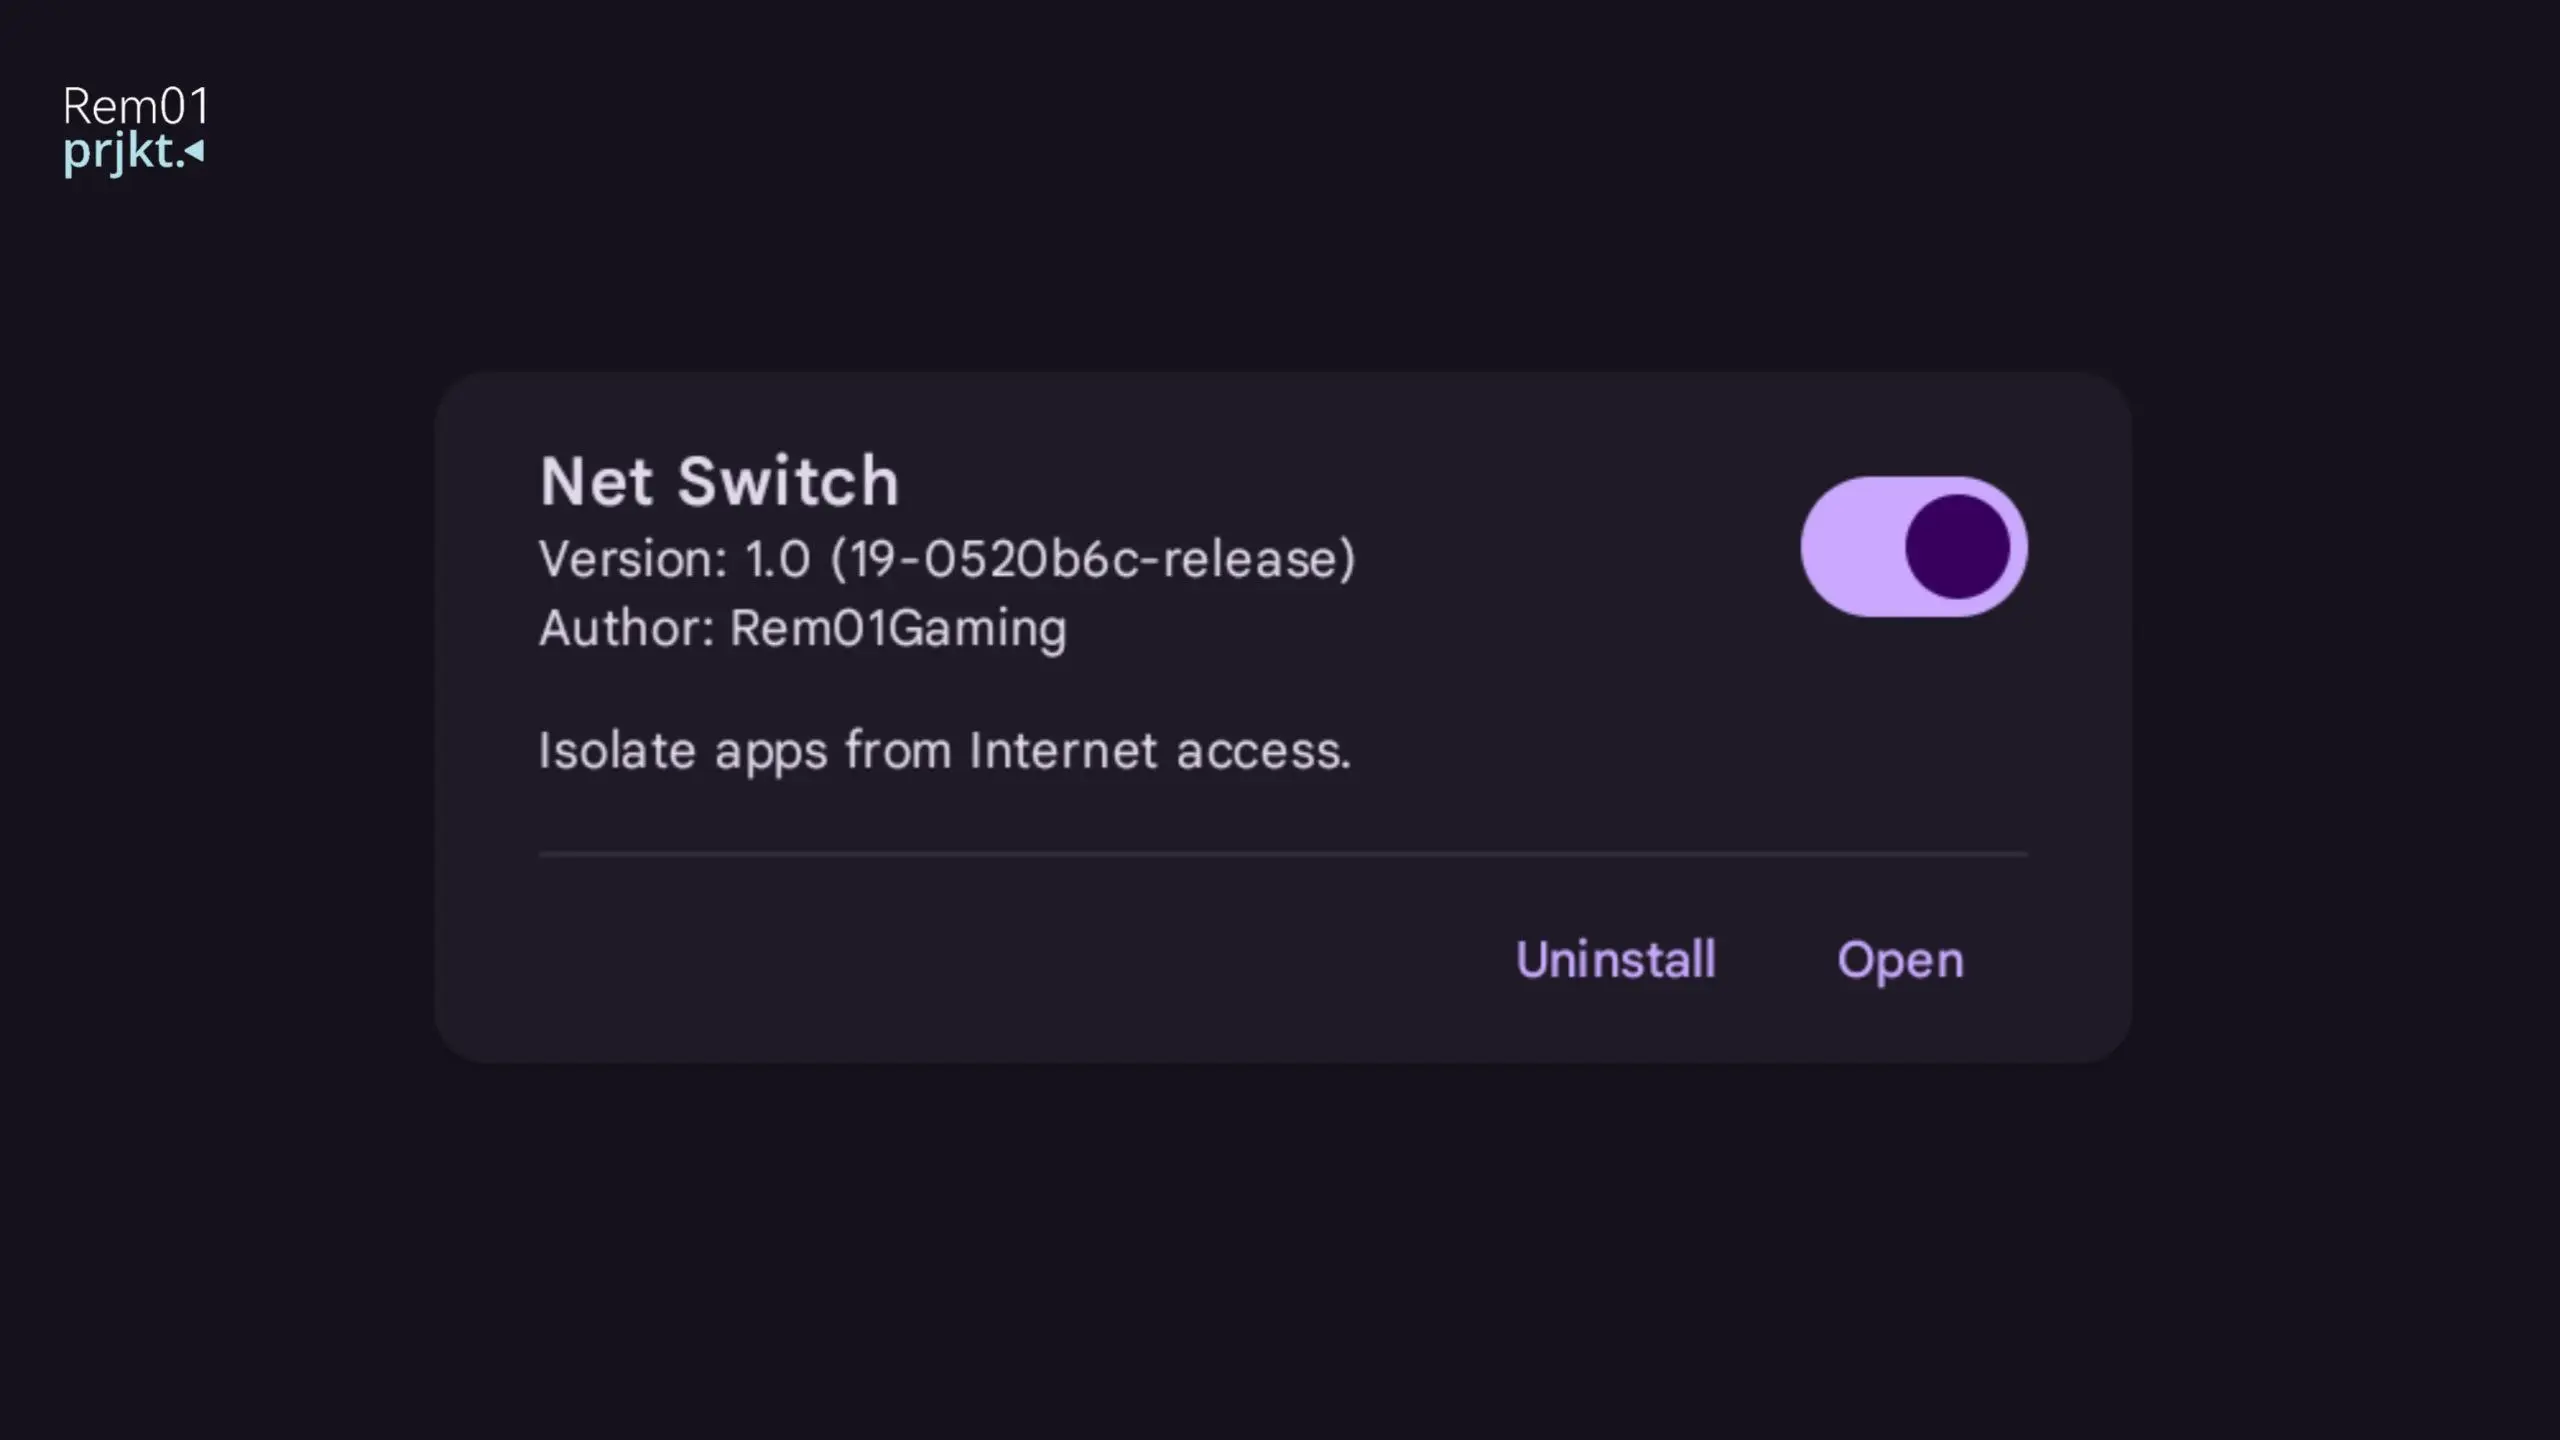 Rem01
prjkt.
Net Switch
Version: 1.0 (19-0520b6c-release)
Author: Rem01Gaming
Isolate apps from Internet access.
Uninstall Open